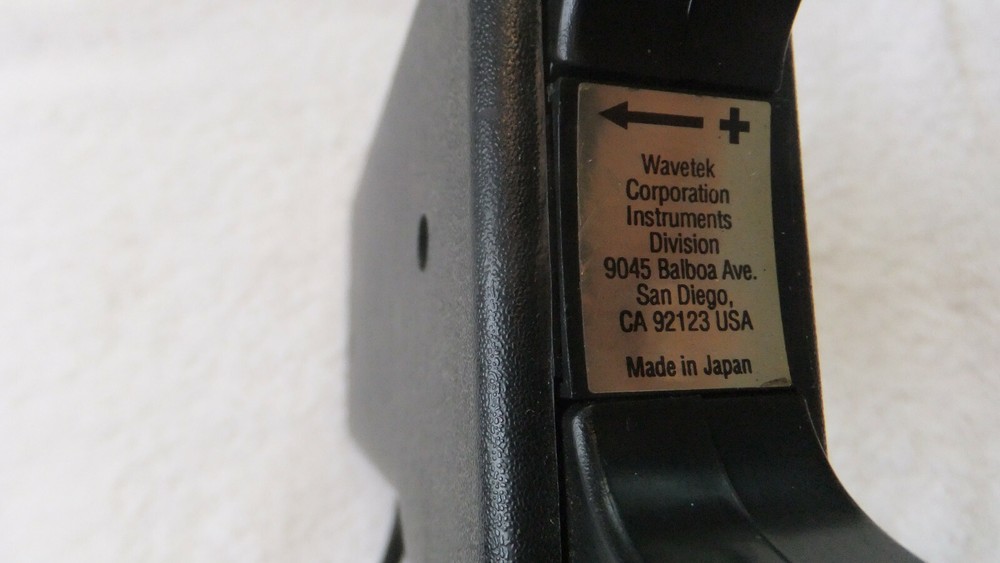 +
Wavetek
Corporation
Instruments
Division
9045 Balboa Ave.
San Diego,
CA 92123 USA
Made in Japan